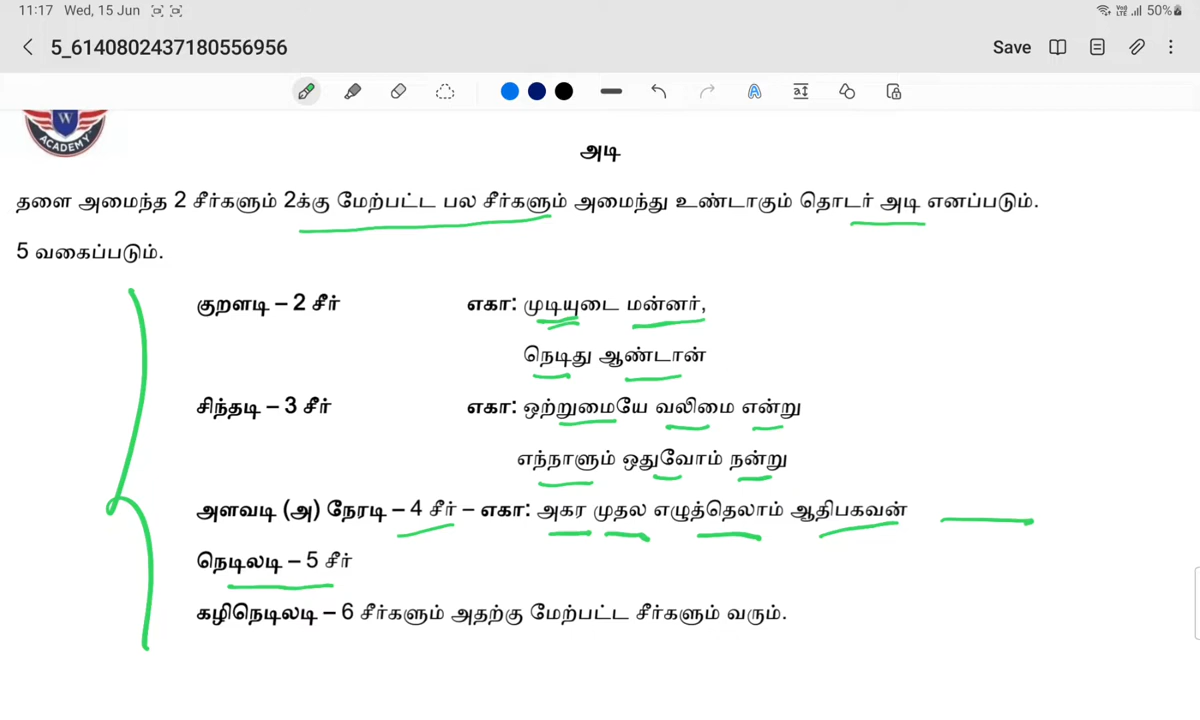 11:17 Wed, 15 Jun 50%
5_6140802437180556956 Save
W
ACADEMY
அடி
தளை அமைந்த 2 சீர்களும் 2க்கு மேற்பட்ட பல சீர்களும் அமைந்து உண்டாகும் தொடர் அடி எனப்படும்.
5 வகைப்படும்.
குறளடி – 2 சீர் எகா: முடியுடை மன்னர்,
நெடிது ஆண்டான்
சிந்தடி – 3 சீர் எகா: ஒற்றுமையே வலிமை என்று
எந்நாளும் ஒதுவோம் நன்று
அளவடி (அ) நேரடி – 4 சீர் – எகா: அகர முதல எழுத்தெலாம் ஆதிபகவன்
நெடிலடி – 5 சீர்
கழிநெடிலடி – 6 சீர்களும் அதற்கு மேற்பட்ட சீர்களும் வரும்.